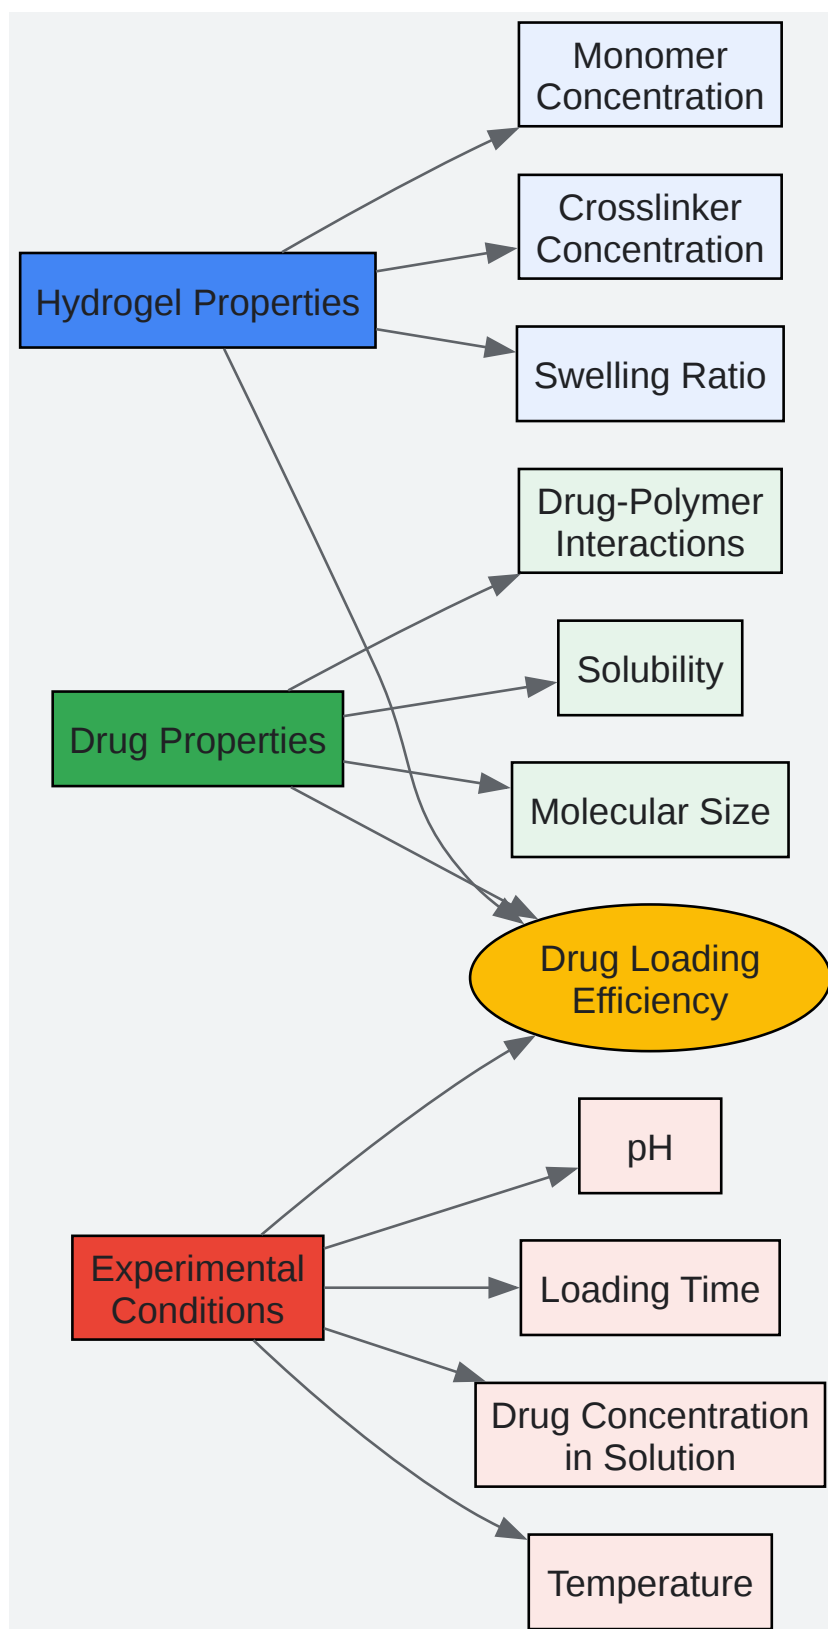 Monomer
Concentration
Crosslinker
Concentration
Hydrogel Properties
Swelling Ratio
Drug-Polymer
Interactions
Solubility
Drug Properties
Molecular Size
Drug Loading
Efficiency
pH
Experimental
Conditions
Loading Time
Drug Concentration
in Solution
Temperature